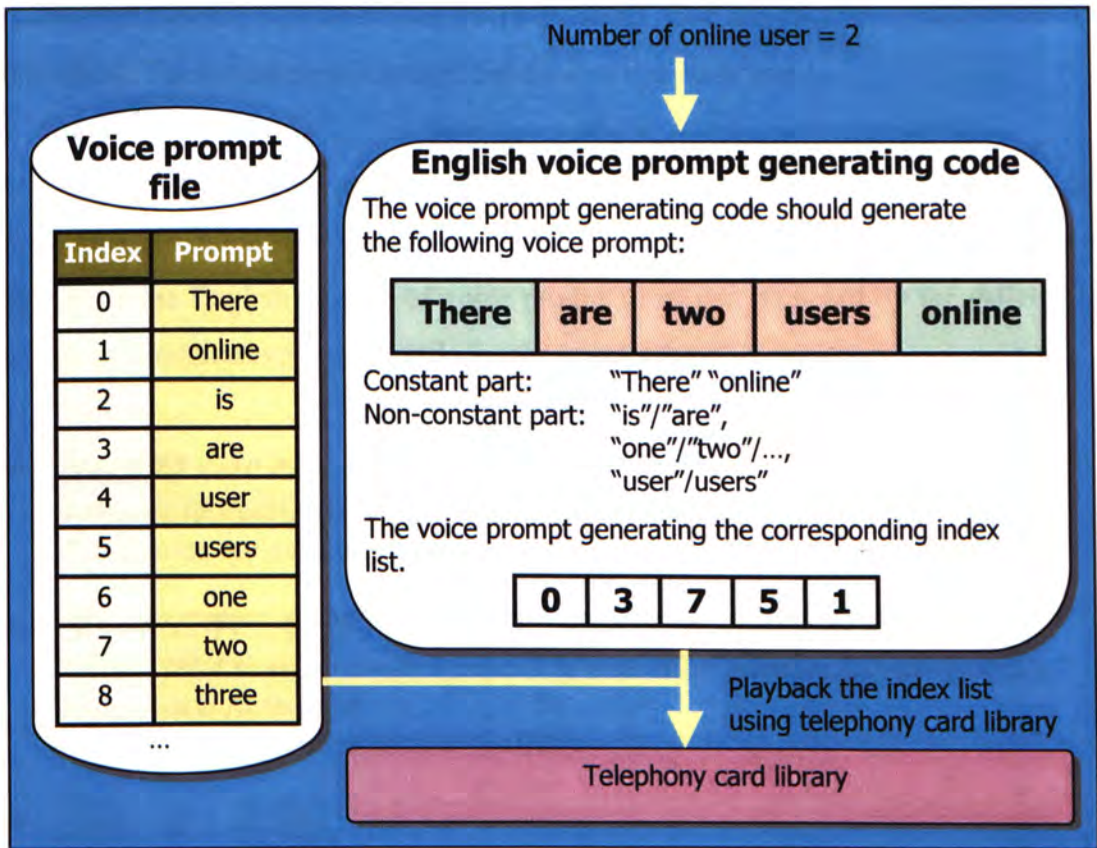 Number of online user = 2
Voice prompt
file
Index Prompt
0 There
1 online
2 is
3 are
4 user
5 users
6 one
7 two
8 three
...
English voice prompt generating code
The voice prompt generating code should generate
the following voice prompt:
There are two users online
Constant part: "There" "online"
Non-constant part: "is"/"are",
"one"/"two"/...,
"user"/users"
The voice prompt generating the corresponding index
list.
0 3 7 5 1
Playback the index list
using telephony card library
Telephony card library